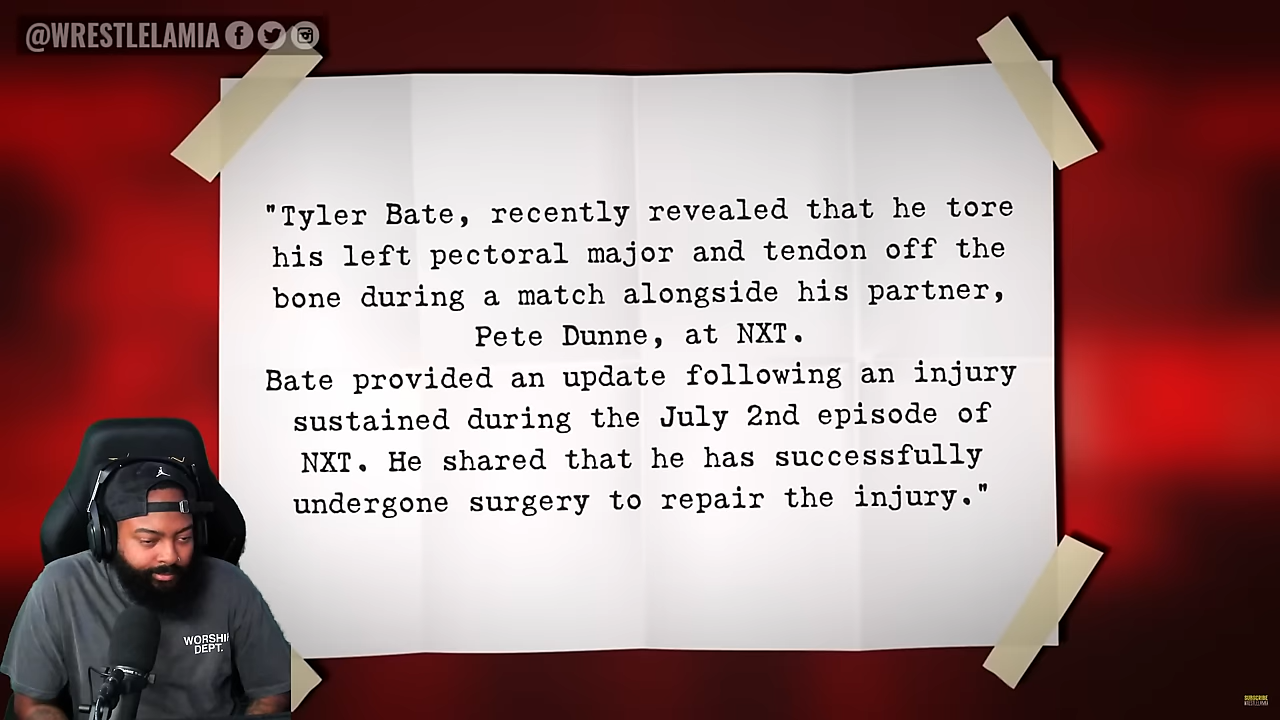 @WRESTLELAMIA
"Tyler Bate, recently revealed that he tore
his left pectoral major and tendon off the
bone during a match alongside his partner,
Pete Dunne, at NXT.
Bate provided an update following an injury
sustained during the July 2nd episode of
NXT. He shared that he has successfully
undergone surgery to repair the injury."
WORSHIP
DEPT.
SUBSCRIBE
WRESTLELAMIA